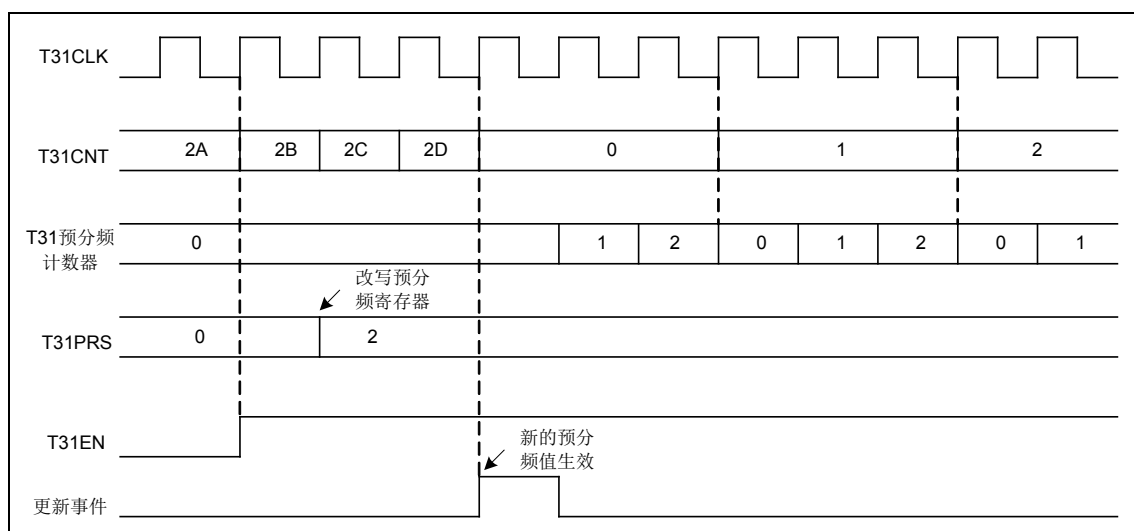 T31CLK
T31CNT
2A
2B
2C
2D
0
1
2
T31预分频
计数器
0
1
2
0
1
2
0
1
改写预分
频寄存器
T31PRS
0
2
T31EN
新的预分
频值生效
更新事件